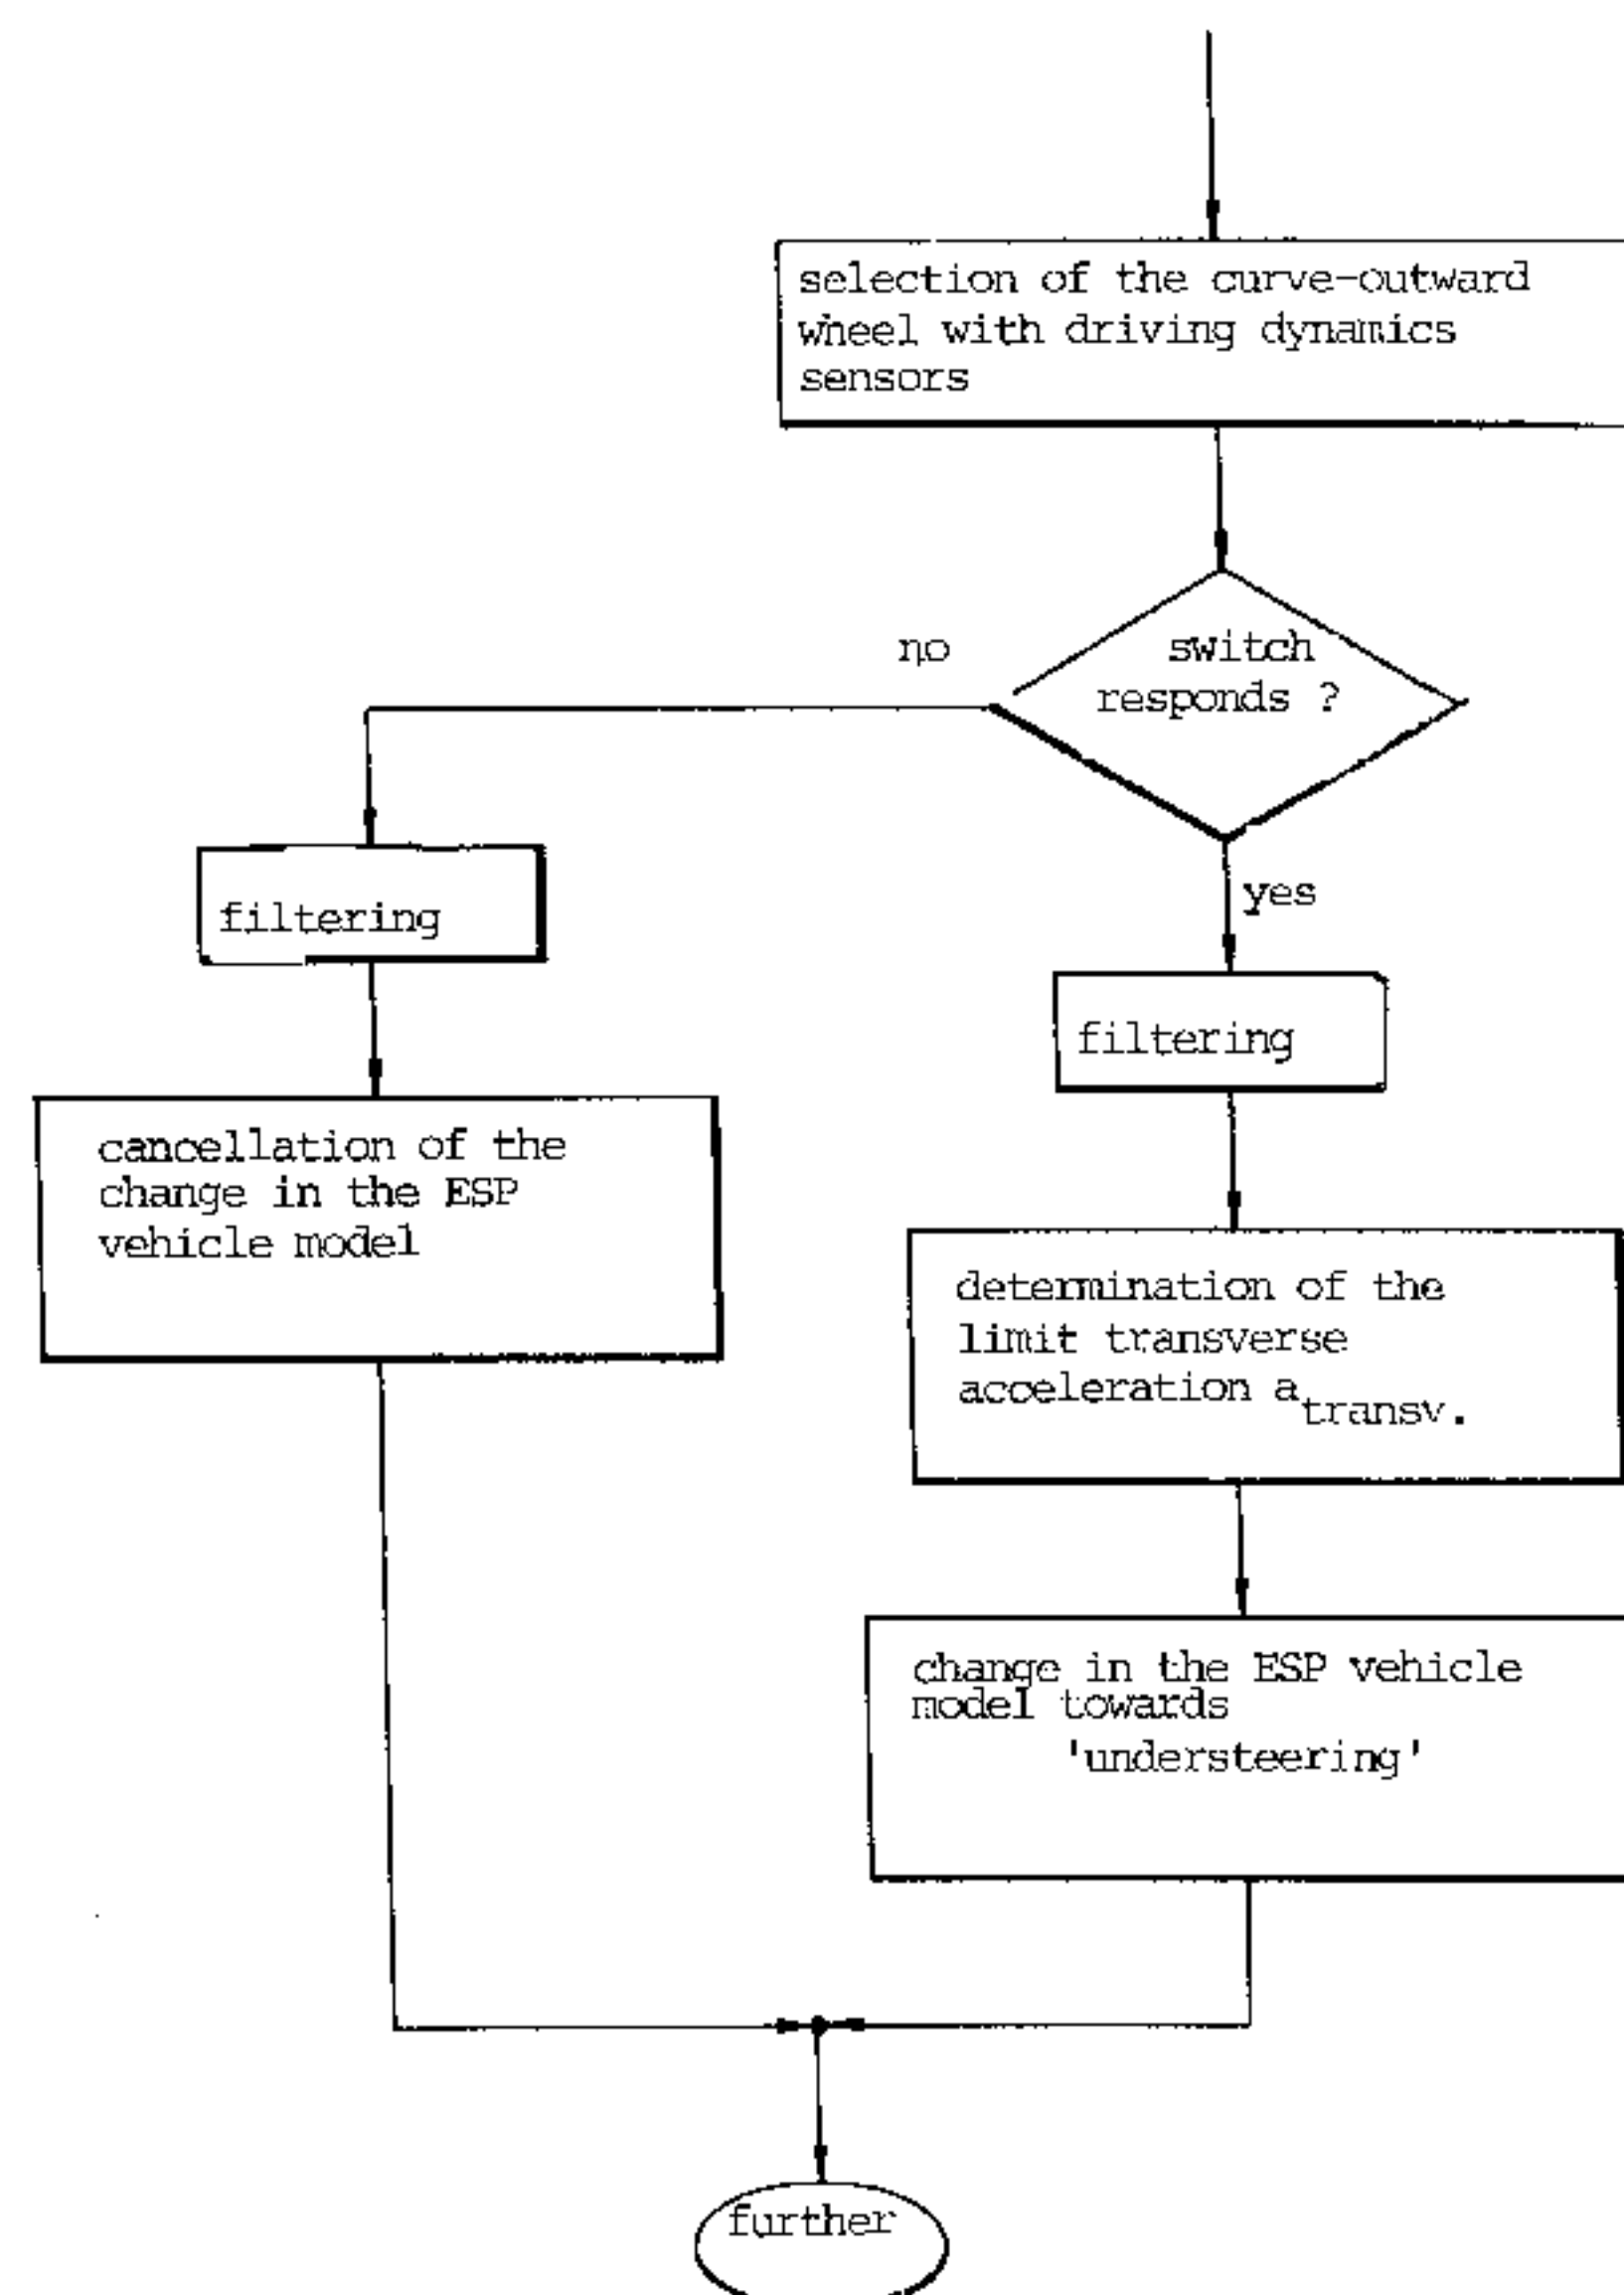 selection of the curve-outward
wheel with driving dynamics
sensors
no
switch
responds ?
yes
filtering
filtering
cancellation of the
change in the ESP
vehicle model
determination of the
limit transverse
acceleration a transv.
change in the ESP vehicle
model towards
'understeering'
further